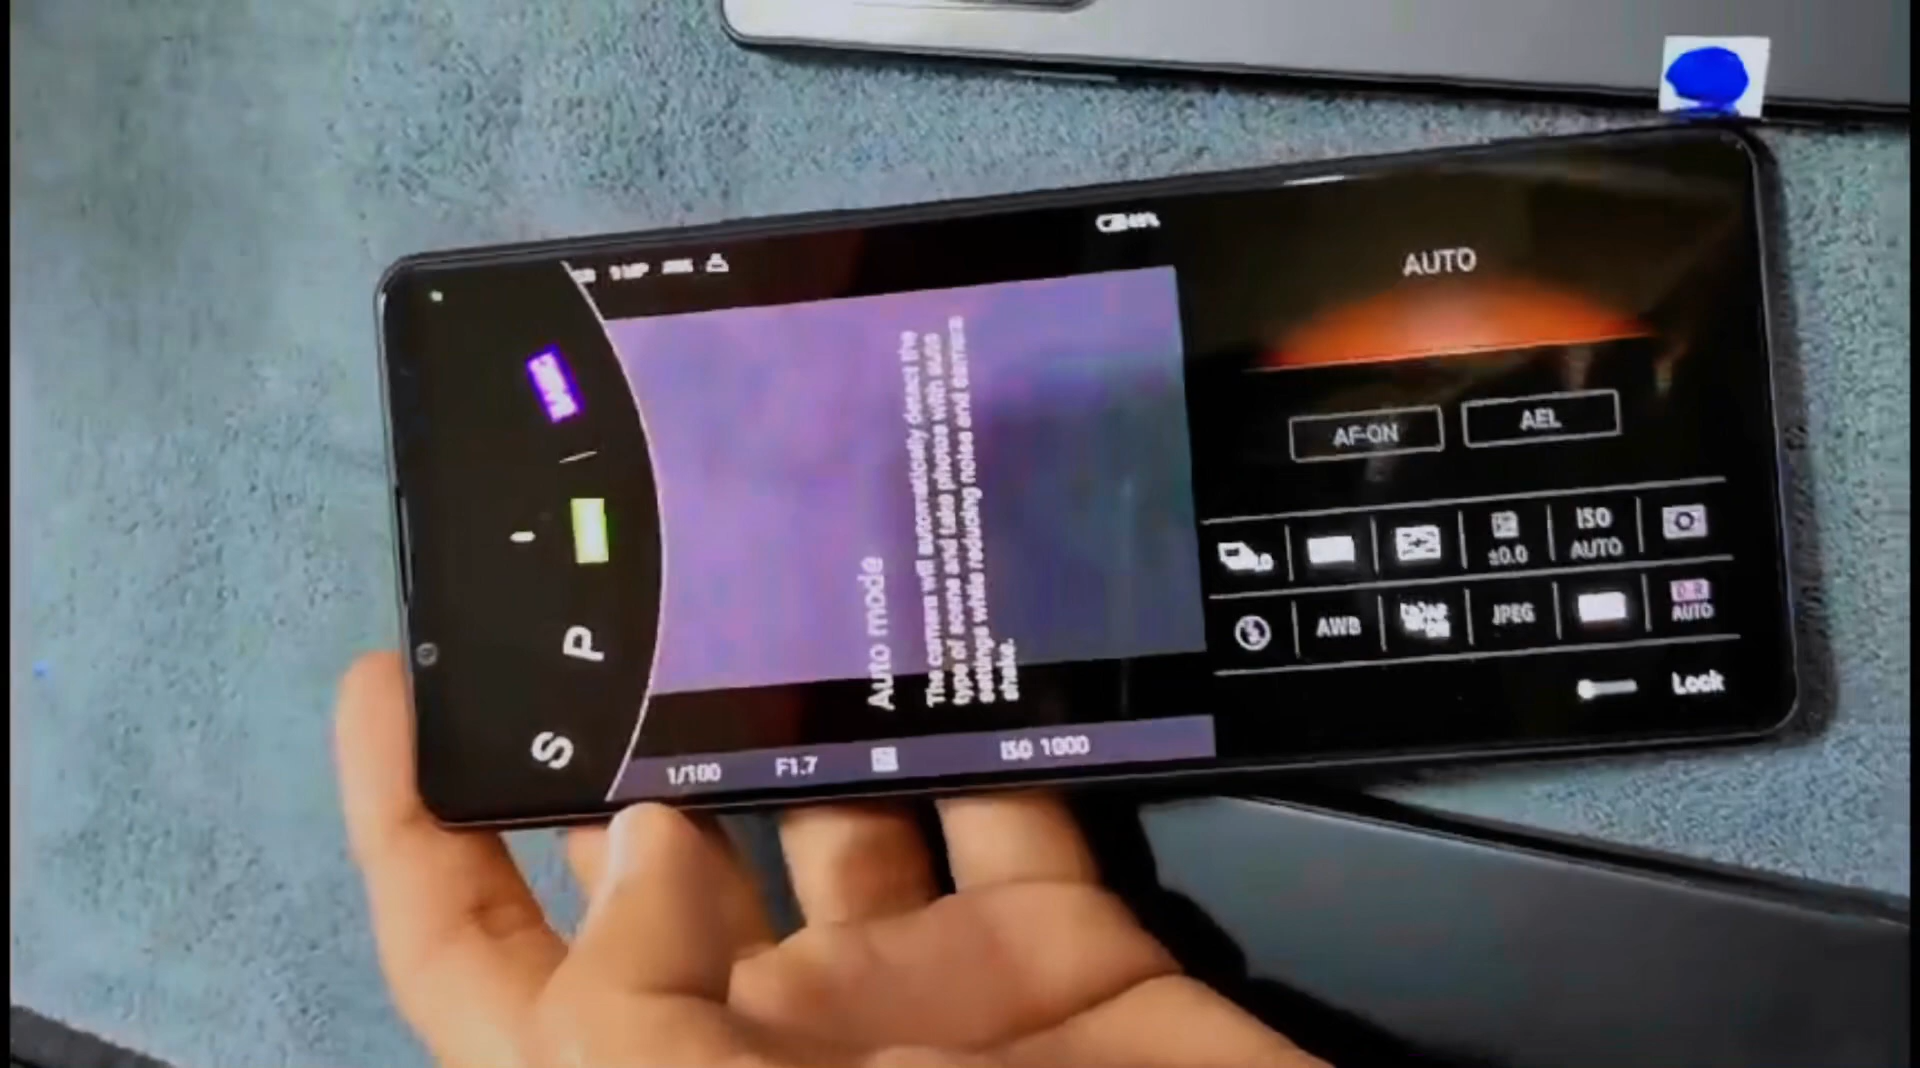 AUTO
AF-ON
AEL
±0.0
ISO
AUTO
AWB
JPEG
AUTO
Lock
Auto mode
The camera will automatically detect the
type of scene and take photos with auto
settings while reducing noise and camera
shake.
P
S
1/100
F1.7
ISO 1000